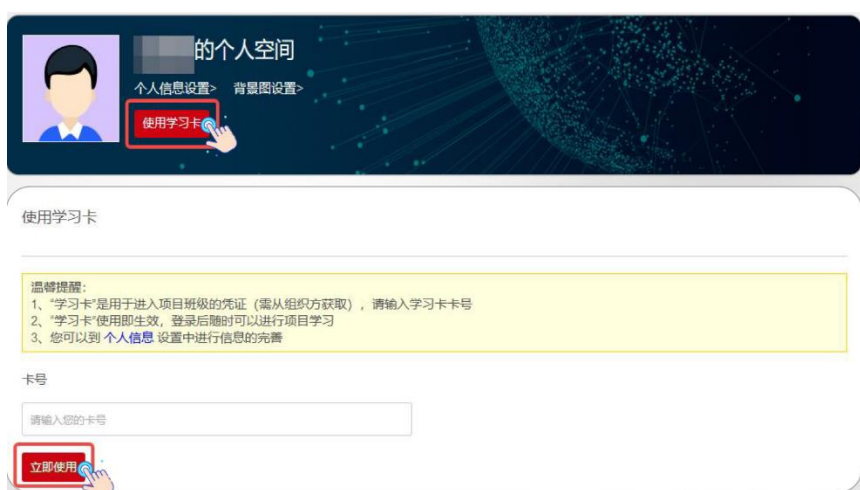 的个人空间
个人信息设置> 背景图设置>
使用学习卡
使用学习卡
温馨提醒：
1、“学习卡”是用于进入项目班级的凭证（需从组织方获取），请输入学习卡卡号
2、“学习卡”使用即生效，登录后随时可以进行项目学习
3、您可以到 个人信息 设置中进行信息的完善
卡号
请输入您的卡号
立即使用